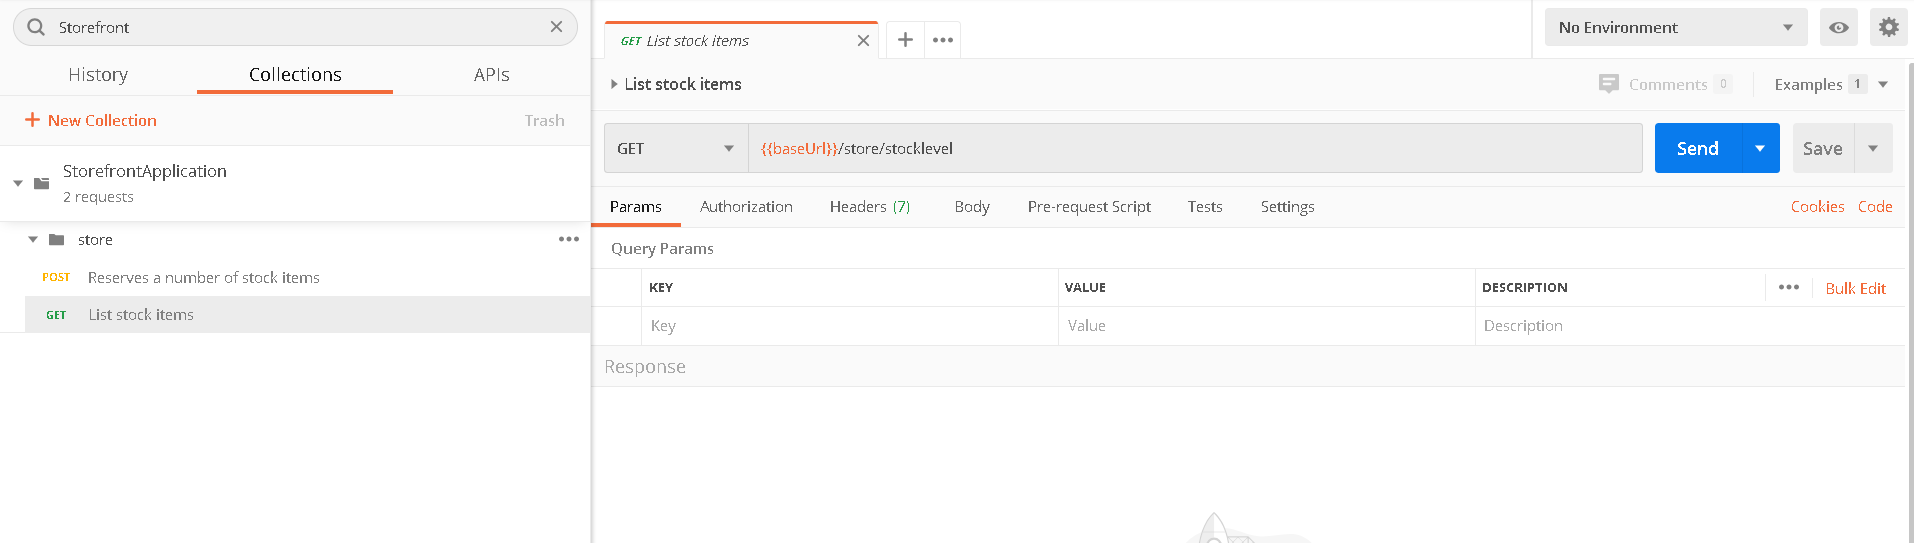 Storefront
History Collections APIs
New Collection Trash
StorefrontApplication
2 requests
store
POST Reserves a number of stock items
GET List stock items
GET List stock items
No Environment
List stock items
Comments 0 Examples 1
GET {{baseUrl}}/store/stocklevel Send Save
Params Authorization Headers (7) Body Pre-request Script Tests Settings Cookies Code
Query Params
KEY VALUE DESCRIPTION Bulk Edit
Key Value Description
Response